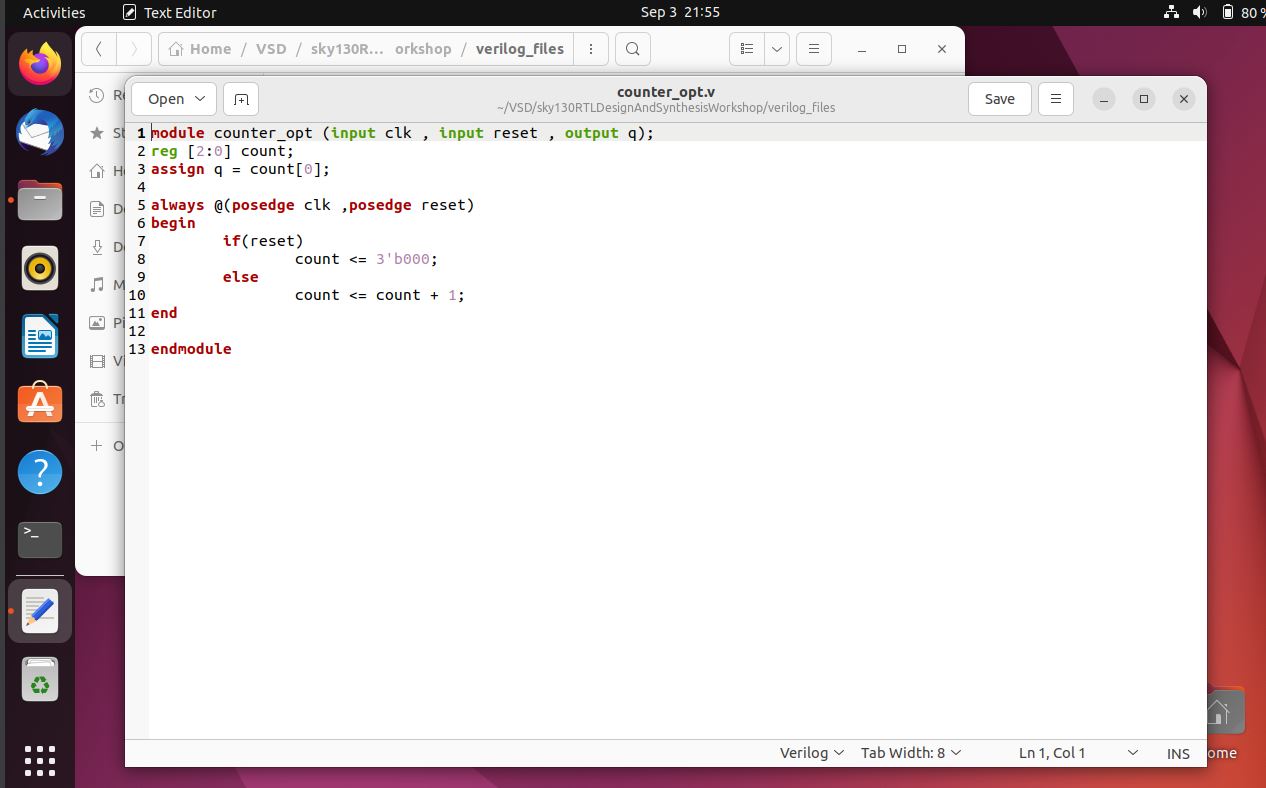 Activities Text Editor Sep 3 21:55 80 %
Home / VSD / sky130R... orkshop / verilog_files
Open counter_opt.v Save
~/VSD/sky130RTLDesignAndSynthesisWorkshop/verilog_files
1 module counter_opt (input clk , input reset , output q);
2 reg [2:0] count;
3 assign q = count[0];
4
5 always @(posedge clk ,posedge reset)
6 begin
7 if(reset)
8 count <= 3'b000;
9 else
10 count <= count + 1;
11 end
12
13 endmodule
Re
St
Ho
Do
Do
M
Pi
Vi
Tr
O
ome
Verilog Tab Width: 8 Ln 1, Col 1 INS